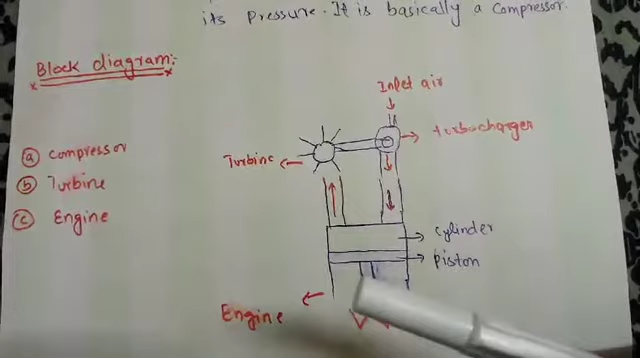 its pressure. It is basically a compressor.
Block diagram:
Inlet air
turbocharger
Turbine
(a) compressor
(b) Turbine
(c) Engine
cylinder
piston
Engine